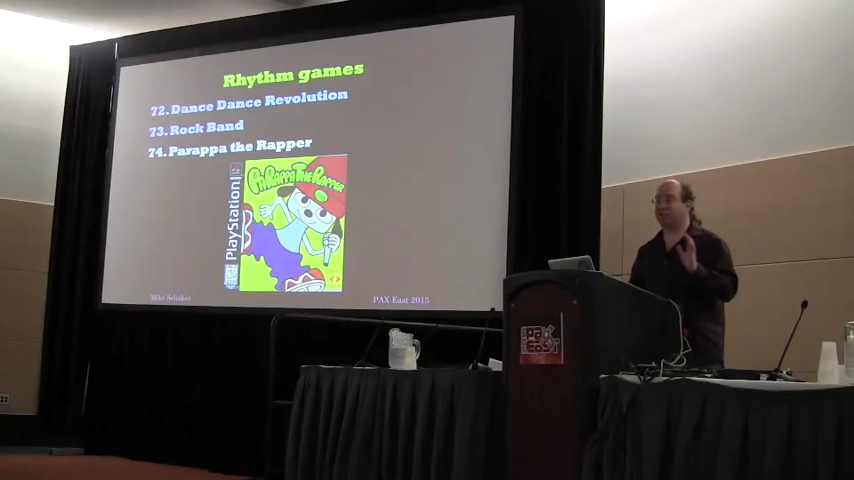 Rhythm games
72. Dance Dance Revolution
73. Rock Band
74. Parappa the Rapper
PlayStation
PaRappa The Rapper
Mike Selinker
PAX East 2015
pax
east